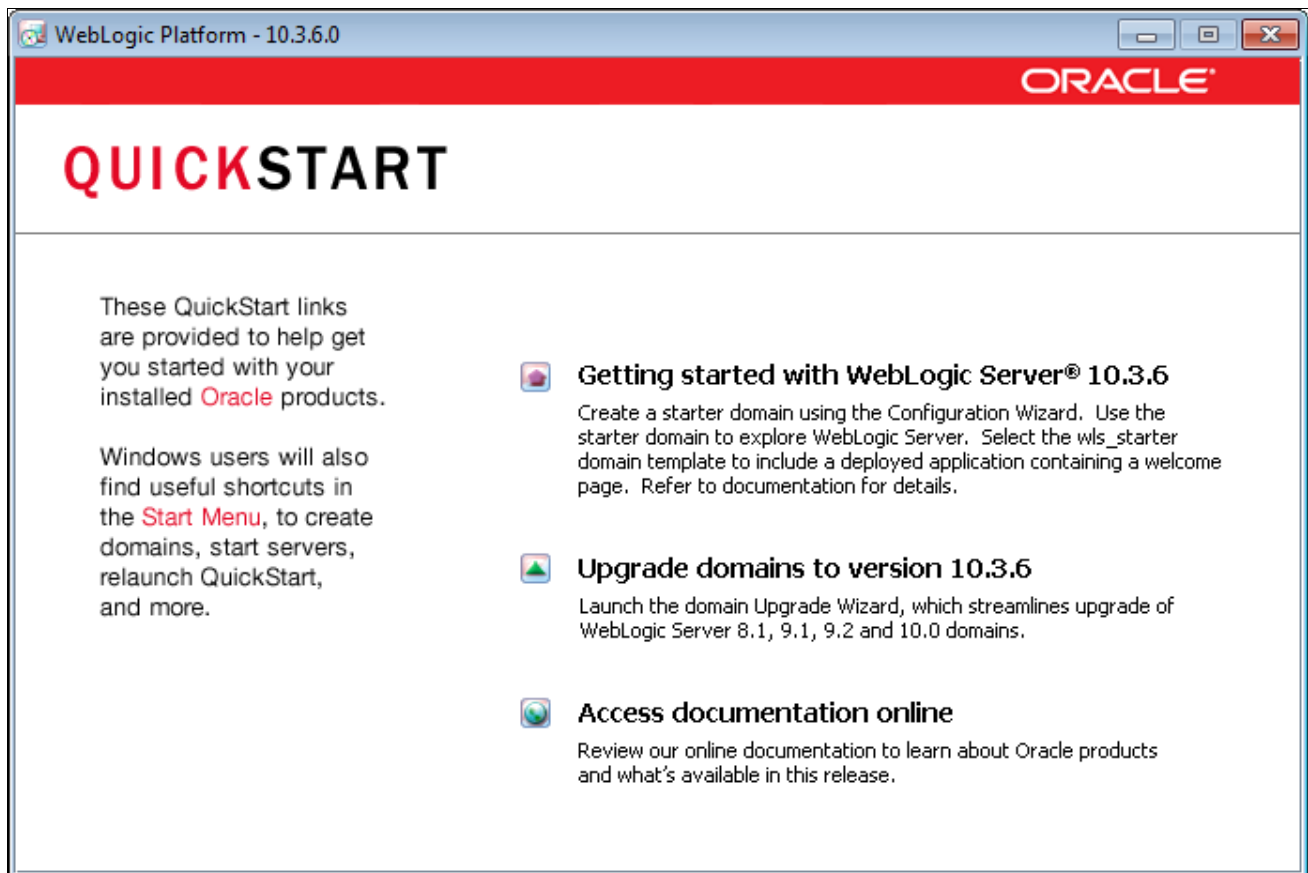 WebLogic Platform - 10.3.6.0
ORACLE®
QUICKSTART
These QuickStart links
are provided to help get
you started with your
installed Oracle products.
Windows users will also
find useful shortcuts in
the Start Menu, to create
domains, start servers,
relaunch QuickStart,
and more.
Getting started with WebLogic Server® 10.3.6
Create a starter domain using the Configuration Wizard.  Use the
starter domain to explore WebLogic Server.  Select the wls_starter
domain template to include a deployed application containing a welcome
page.  Refer to documentation for details.
Upgrade domains to version 10.3.6
Launch the domain Upgrade Wizard, which streamlines upgrade of
WebLogic Server 8.1, 9.1, 9.2 and 10.0 domains.
Access documentation online
Review our online documentation to learn about Oracle products
and what's available in this release.